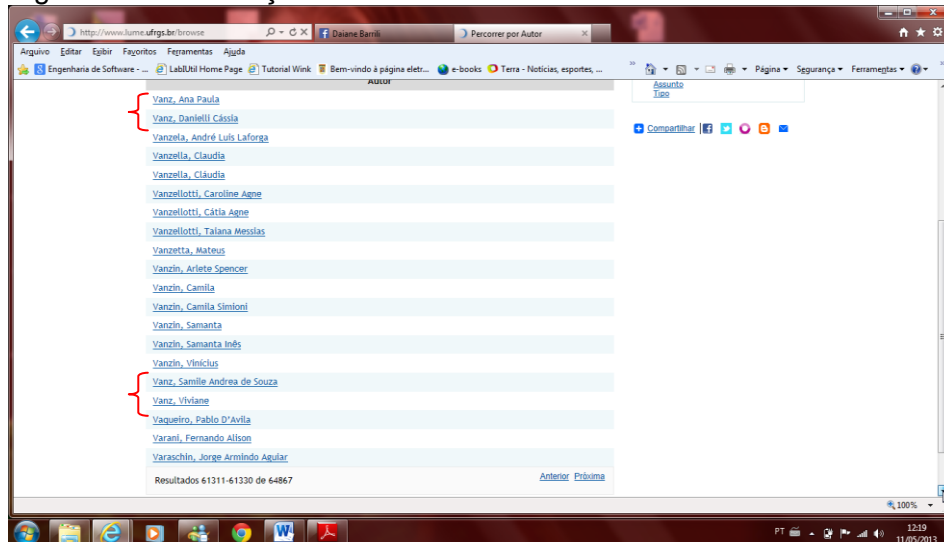 http://www.lume.ufrgs.br/browse
Daiane Barrili
Percorrer por Autor
Arquivo Editar Exibir Favoritos Ferramentas Ajuda
Engenharia de Software - ... LabIUtil Home Page Tutorial Wink Bem-vindo à página eletr... e-books Terra - Notícias, esportes, ... Página Segurança Ferramentas
Autor
Vanz, Ana Paula
Vanz, Danielli Cássia
Vanzela, André Luis Laforga
Vanzella, Claudia
Vanzella, Cláudia
Vanzellotti, Caroline Agne
Vanzellotti, Cátia Agne
Vanzellotti, Taiana Messias
Vanzetta, Mateus
Vanzin, Arlete Spencer
Vanzin, Camila
Vanzin, Camila Simioni
Vanzin, Samanta
Vanzin, Samanta Inês
Vanzin, Vinícius
Vanz, Samile Andrea de Souza
Vanz, Viviane
Vaqueiro, Pablo D'Avila
Varani, Fernando Alison
Varaschin, Jorge Armindo Aguiar
Resultados 61311-61330 de 64867
Anterior Próxima
Assunto
Tipo
Compartilhar
100%
PT
12:19
11/05/2013